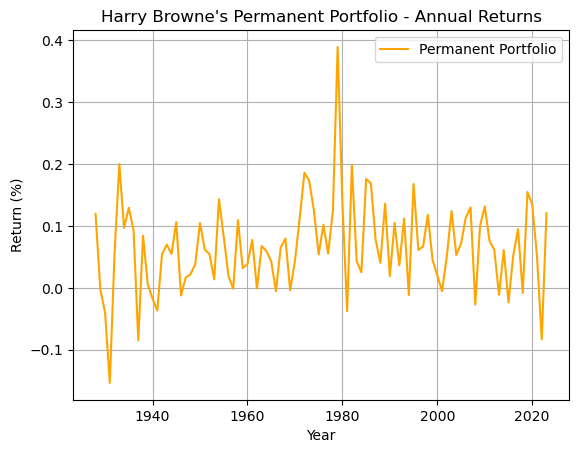 Harry Browne's Permanent Portfolio - Annual Returns
Permanent Portfolio
Return (%)
0.4
0.3
0.2
0.1
0.0
−0.1
1940
1960
1980
2000
2020
Year